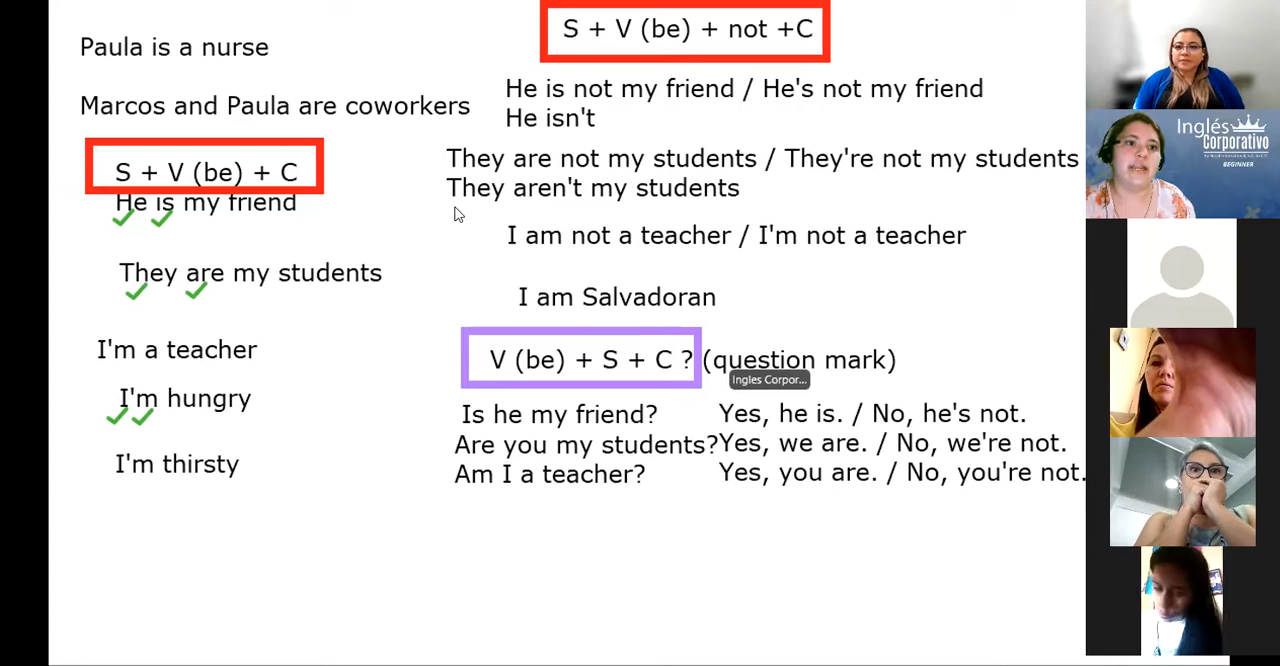 Paula is a nurse
Marcos and Paula are coworkers
S + V (be) + C
He is my friend
They are my students
I'm a teacher
I'm hungry
I'm thirsty
S + V (be) + not +C
He is not my friend / He's not my friend
He isn't
They are not my students / They're not my students
They aren't my students
I am not a teacher / I'm not a teacher
I am Salvadoran
V (be) + S + C ? (question mark)
Ingles Corpor...
Is he my friend? Yes, he is. / No, he's not.
Are you my students? Yes, we are. / No, we're not.
Am I a teacher? Yes, you are. / No, you're not.
Inglés
Corporativo
BEGINNER